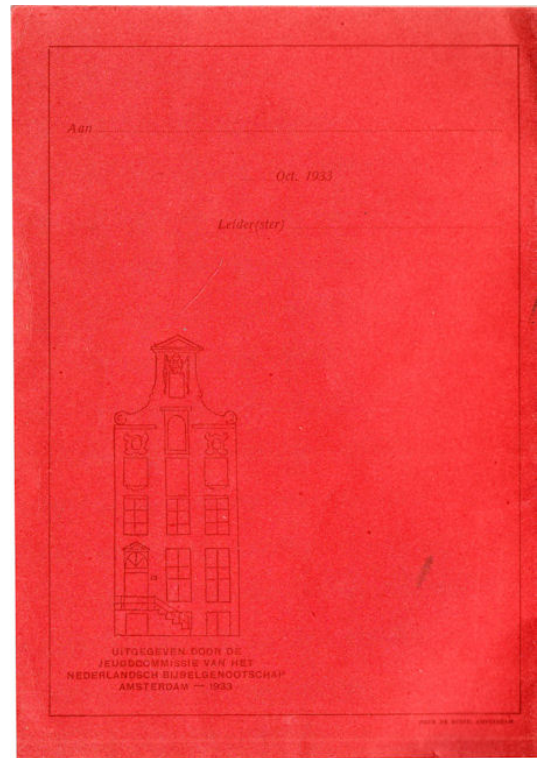 Aan
Oct. 1933
Leider(ster)
UITGEGEVEN DOOR DE
JEUGDCOMMISSIE VAN HET
NEDERLANDSCH BIJBELGENOOTSCHAP
AMSTERDAM — 1933